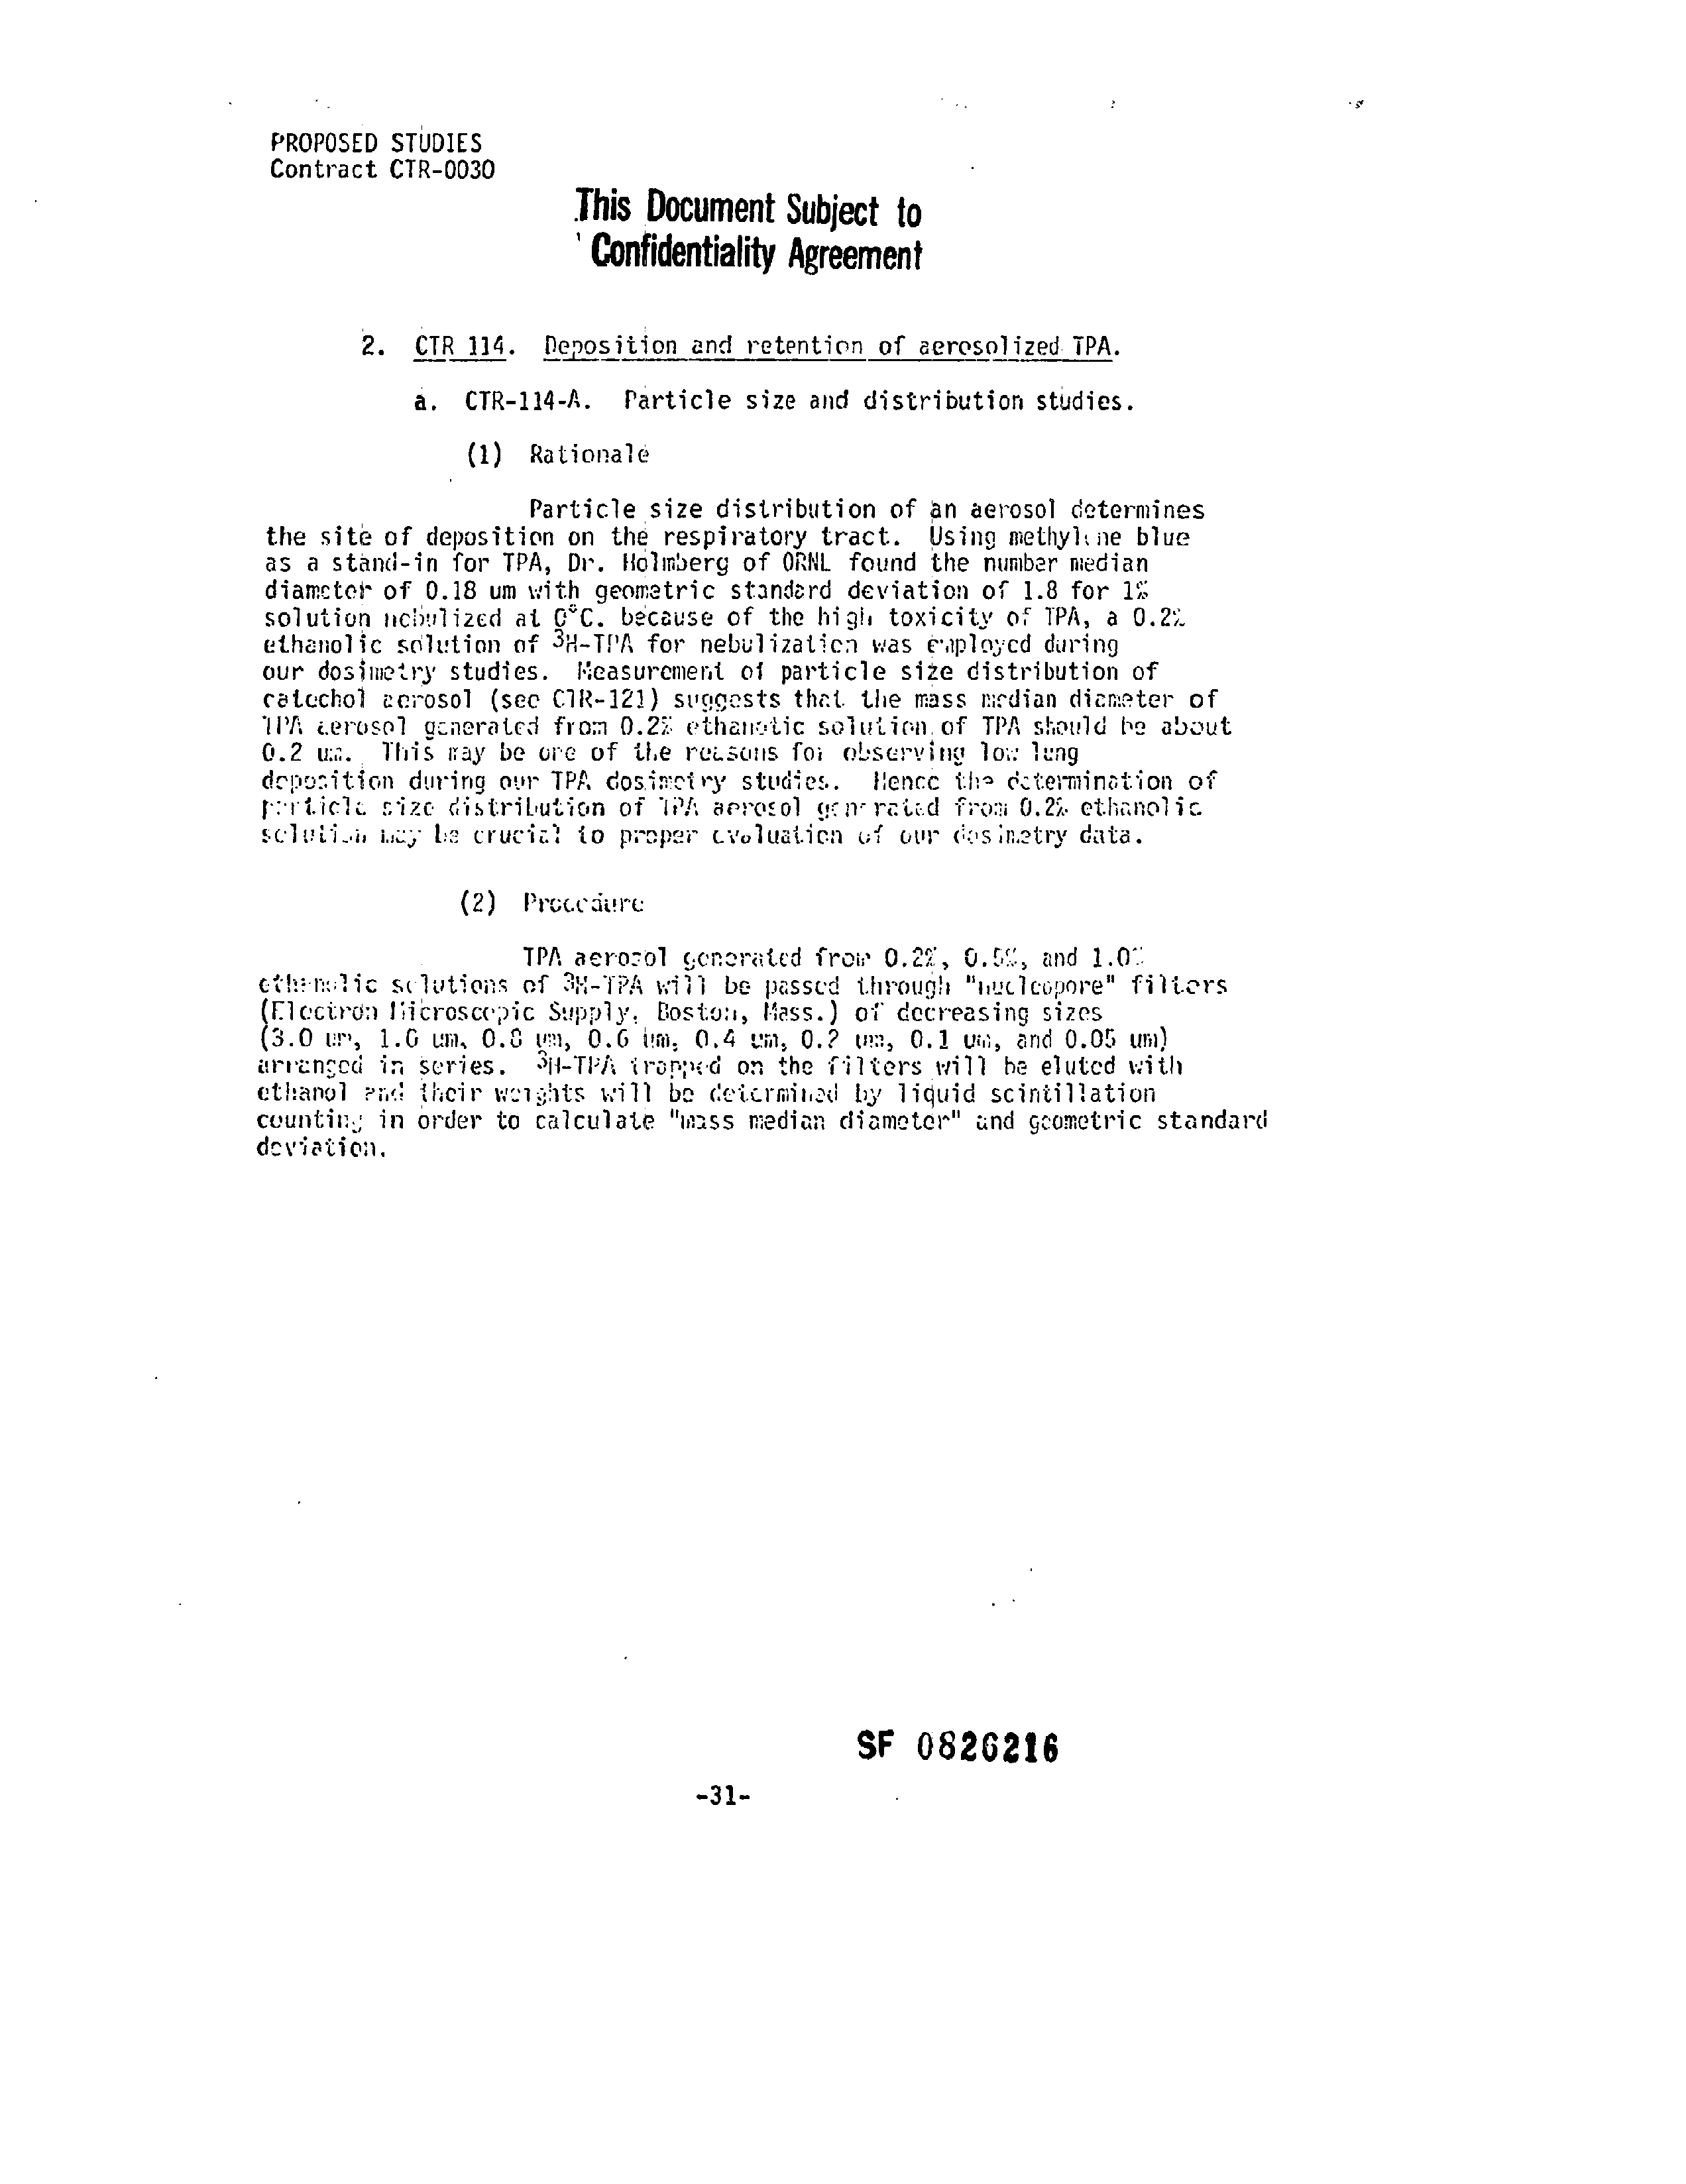 PROPOSED STUDIES
Contract CTR-0030
This Document Subject to
Confidentiality Agreement
2. CTR 114. Deposition and retention of aerosolized TPA.
a. CTR-114-A. Particle size and distribution studies.
(1) Rationale
Particle size distribution of an aerosol determines
the site of deposition on the respiratory tract. Using methylene blue
as a stand-in for TPA, Dr. Holmberg of ORNL found the number median
diameter of 0.18 um with geometric standard deviation of 1.8 for 1%
solution nebulized at 0°C. because of the high toxicity of TPA, a 0.2%
ethanolic solution of 3H-TPA for nebulization was employed during
our dosimetry studies. Measurement of particle size distribution of
catechol aerosol (see CTR-121) suggests that the mass median diameter of
TPA aerosol generated from 0.2% ethanolic solution of TPA should be about
0.2 um. This may be one of the reasons for observing low lung
deposition during our TPA dosimetry studies. Hence the determination of
particle size distribution of TPA aerosol generated from 0.2% ethanolic
solution may be crucial to proper evaluation of our dosimetry data.
(2) Procedure
TPA aerosol generated from 0.2%, 0.5%, and 1.0%
ethanolic solutions of 3H-TPA will be passed through "nucleopore" filters
(Electron Microscopic Supply, Boston, Mass.) of decreasing sizes
(3.0 um, 1.0 um, 0.8 um, 0.6 um, 0.4 um, 0.2 um, 0.1 um, and 0.05 um)
arranged in series. 3H-TPA trapped on the filters will be eluted with
ethanol and their weights will be determined by liquid scintillation
counting in order to calculate "mass median diameter" and geometric standard
deviation.
SF 0826216
-31-